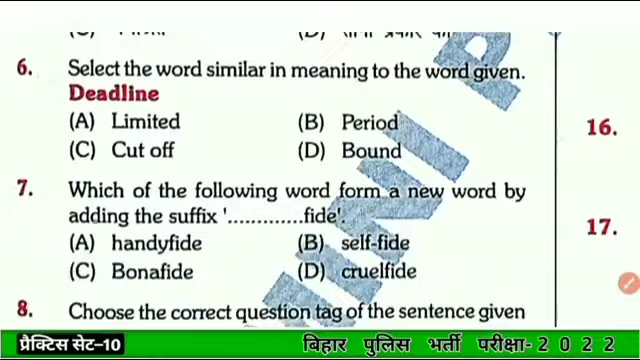 6. Select the word similar in meaning to the word given.
Deadline
(A) Limited (B) Period
(C) Cut off (D) Bound
7. Which of the following word form a new word by
adding the suffix '.............fide'.
(A) handyfide (B) self-fide
(C) Bonafide (D) cruelfide
8. Choose the correct question tag of the sentence given
16.
17.
प्रैक्टिस सेट–10 बिहार पुलिस भर्ती परीक्षा-2022